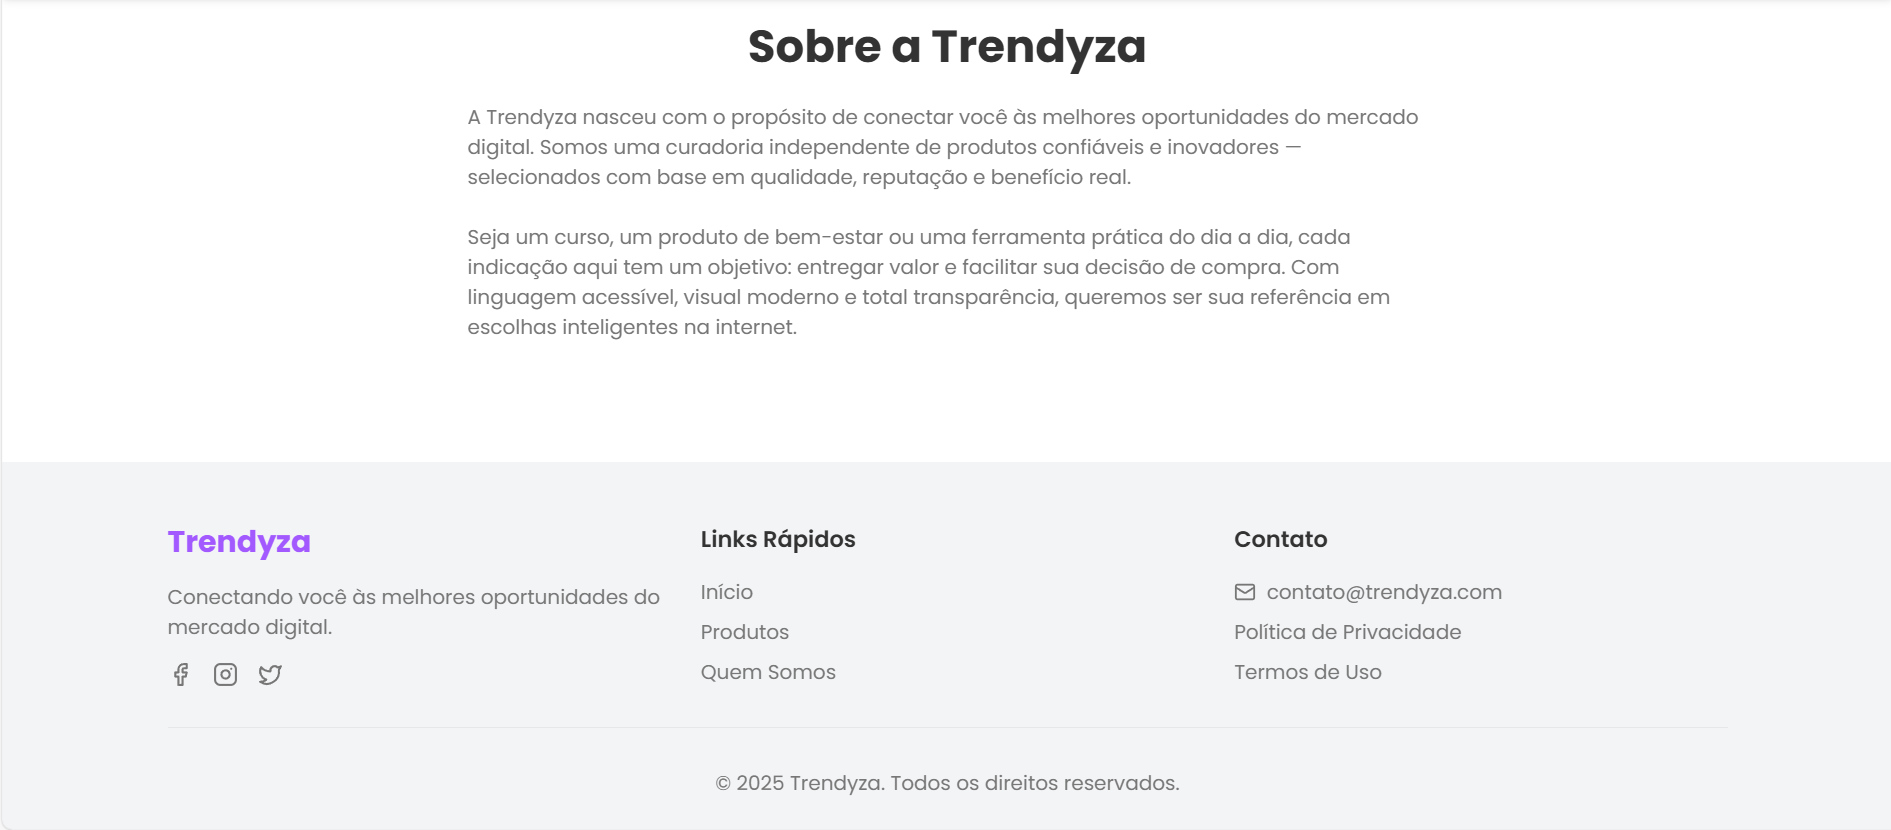 Sobre a Trendyza
A Trendyza nasceu com o propósito de conectar você às melhores oportunidades do mercado
digital. Somos uma curadoria independente de produtos confiáveis e inovadores —
selecionados com base em qualidade, reputação e benefício real.
Seja um curso, um produto de bem-estar ou uma ferramenta prática do dia a dia, cada
indicação aqui tem um objetivo: entregar valor e facilitar sua decisão de compra. Com
linguagem acessível, visual moderno e total transparência, queremos ser sua referência em
escolhas inteligentes na internet.
Trendyza
Conectando você às melhores oportunidades do
mercado digital.
Links Rápidos
Início
Produtos
Quem Somos
Contato
contato@trendyza.com
Política de Privacidade
Termos de Uso
© 2025 Trendyza. Todos os direitos reservados.